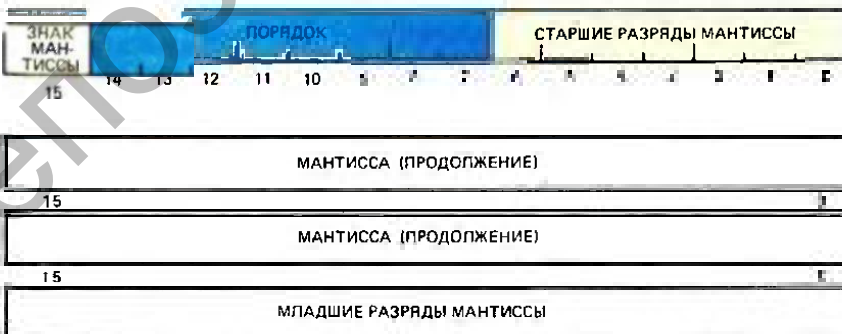 ЗНАК
МАН-
ТИССЫ
ПОРЯДОК
СТАРШИЕ РАЗРЯДЫ МАНТИССЫ
15 14 13 12 11 10
МАНТИССА (ПРОДОЛЖЕНИЕ)
15
МАНТИССА (ПРОДОЛЖЕНИЕ)
15
МЛАДШИЕ РАЗРЯДЫ МАНТИССЫ